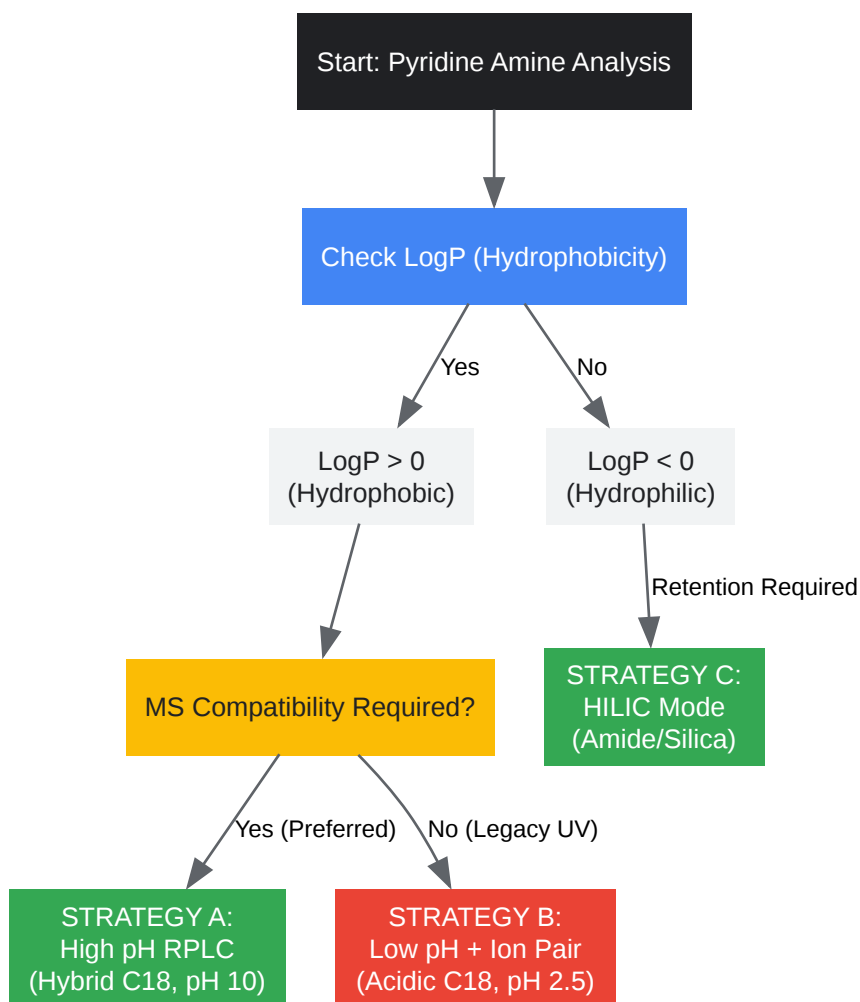 Start: Pyridine Amine Analysis
Check LogP (Hydrophobicity)
Yes
No
LogP > 0
(Hydrophobic)
LogP < 0
(Hydrophilic)
Retention Required
MS Compatibility Required?
STRATEGY C:
HILIC Mode
(Amide/Silica)
Yes (Preferred)
No (Legacy UV)
STRATEGY A:
High pH RPLC
(Hybrid C18, pH 10)
STRATEGY B:
Low pH + Ion Pair
(Acidic C18, pH 2.5)